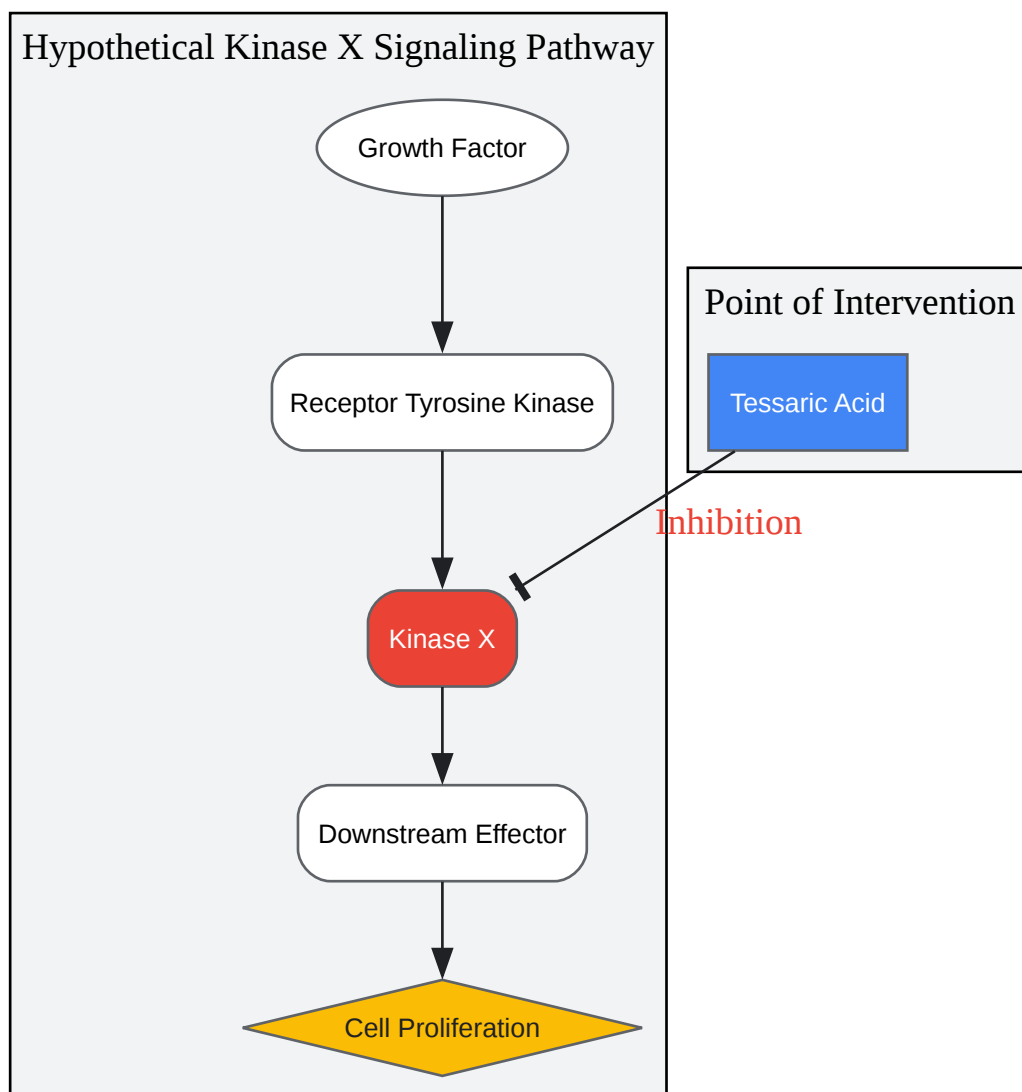 Hypothetical Kinase X Signaling Pathway
Growth Factor
Point of Intervention
Receptor Tyrosine Kinase
Tessaric Acid
Inhibition
Kinase X
Downstream Effector
Cell Proliferation